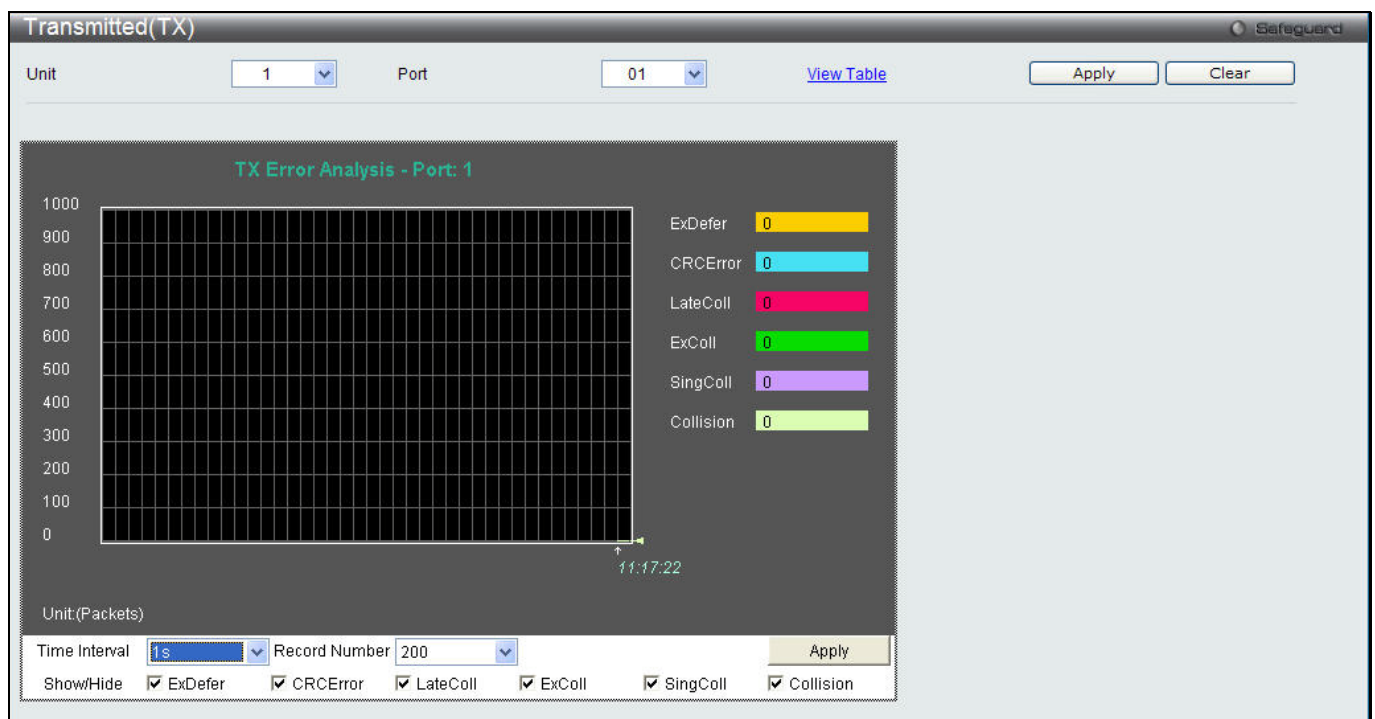 Transmitted(TX)
Safeguard
Unit 1 Port 01 View Table Apply Clear
TX Error Analysis - Port: 1
1000
900
800
700
600
500
400
300
200
100
0
ExDefer 0
CRCError 0
LateColl 0
ExColl 0
SingColl 0
Collision 0
11:17:22
Unit:(Packets)
Time Interval 1s Record Number 200 Apply
Show/Hide ExDefer CRCError LateColl ExColl SingColl Collision